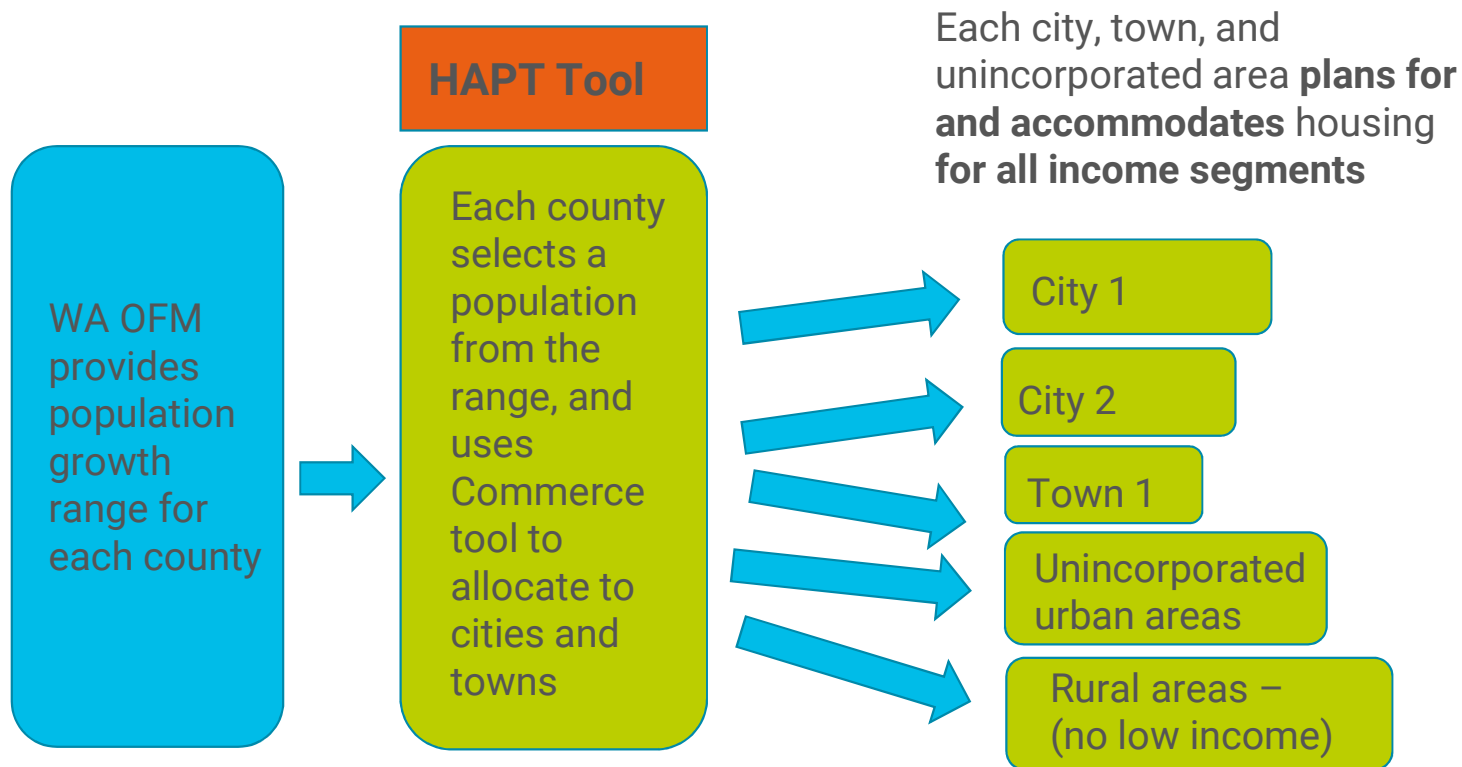 HAPT Tool
Each city, town, and
unincorporated area plans for
and accommodates housing
for all income segments
WA OFM
provides
population
growth
range for
each county
Each county
selects a
population
from the
range, and
uses
Commerce
tool to
allocate to
cities and
towns
City 1
City 2
Town 1
Unincorporated
urban areas
Rural areas –
(no low income)